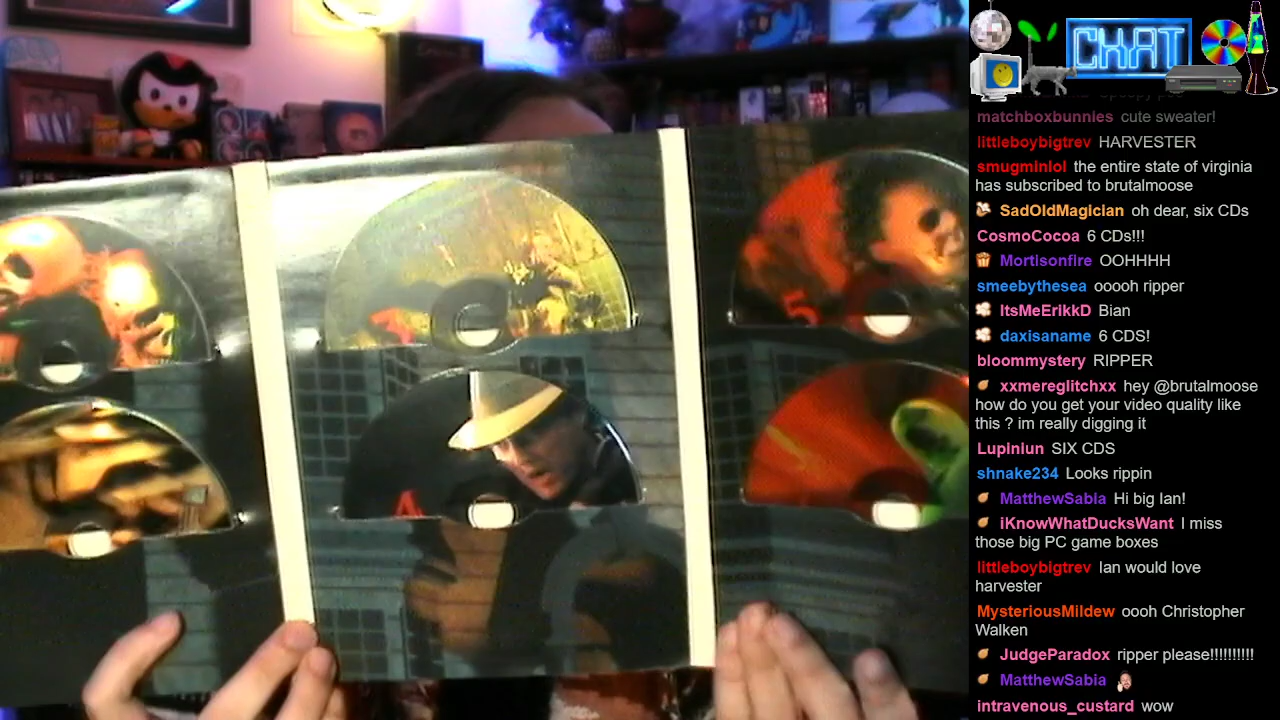 CHAT
matchboxbunnies cute sweater!
littleboybigtrev HARVESTER
smugminlol the entire state of virginia
has subscribed to brutalmoose
SadOldMagician oh dear, six CDs
CosmoCocoa 6 CDs!!!
MortIsonfire OOHHHH
smeebythesea ooooh ripper
ItsMeErikkD Bian
daxisaname 6 CDS!
bloommystery RIPPER
xxmereglitchxx hey @brutalmoose
how do you get your video quality like
this ? im really digging it
Lupiniun SIX CDS
shnake234 Looks rippin
MatthewSabia Hi big Ian!
iKnowWhatDucksWant I miss
those big PC game boxes
littleboybigtrev Ian would love
harvester
MysteriousMildew oooh Christopher
Walken
JudgeParadox ripper please!!!!!!!!!!
MatthewSabia
intravenous_custard wow